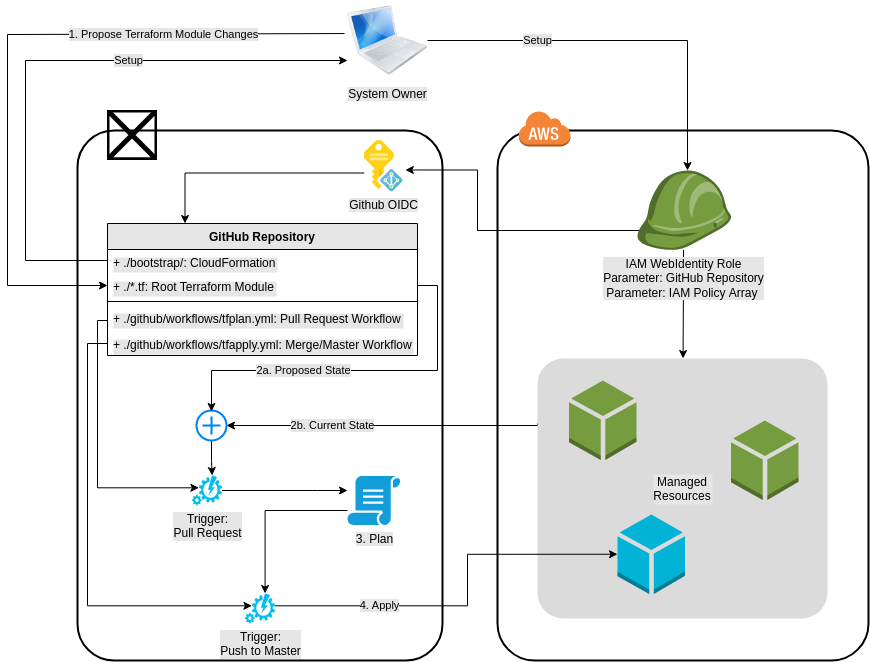 1. Propose Terraform Module Changes
Setup
Setup
System Owner
AWS
Github OIDC
GitHub Repository
+ ./bootstrap/: CloudFormation
+ ./*.tf: Root Terraform Module
+ ./github/workflows/tfplan.yml: Pull Request Workflow
+ ./github/workflows/tfapply.yml: Merge/Master Workflow
IAM WebIdentity Role
Parameter: GitHub Repository
Parameter: IAM Policy Array
2a. Proposed State
2b. Current State
Managed
Resources
Trigger:
Pull Request
3. Plan
4. Apply
Trigger:
Push to Master